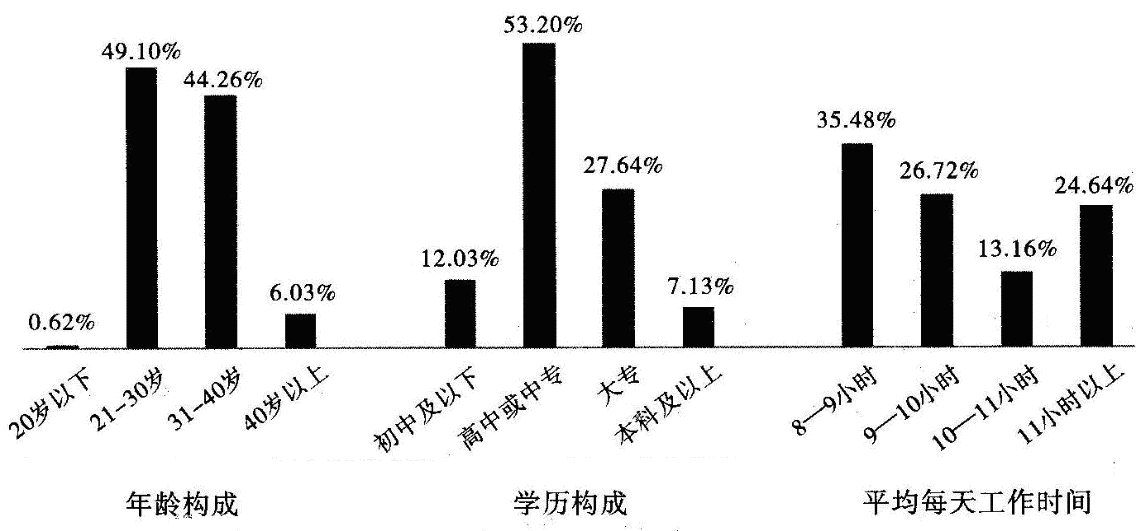 49.10%
44.26%
0.62%
6.03%
20岁以下
21-30岁
31-40岁
40岁以上
年龄构成
12.03%
53.20%
27.64%
7.13%
初中及以下
高中或中专
大专
本科及以上
学历构成
35.48%
26.72%
13.16%
24.64%
8—9小时
9—10小时
10—11小时
11小时以上
平均每天工作时间